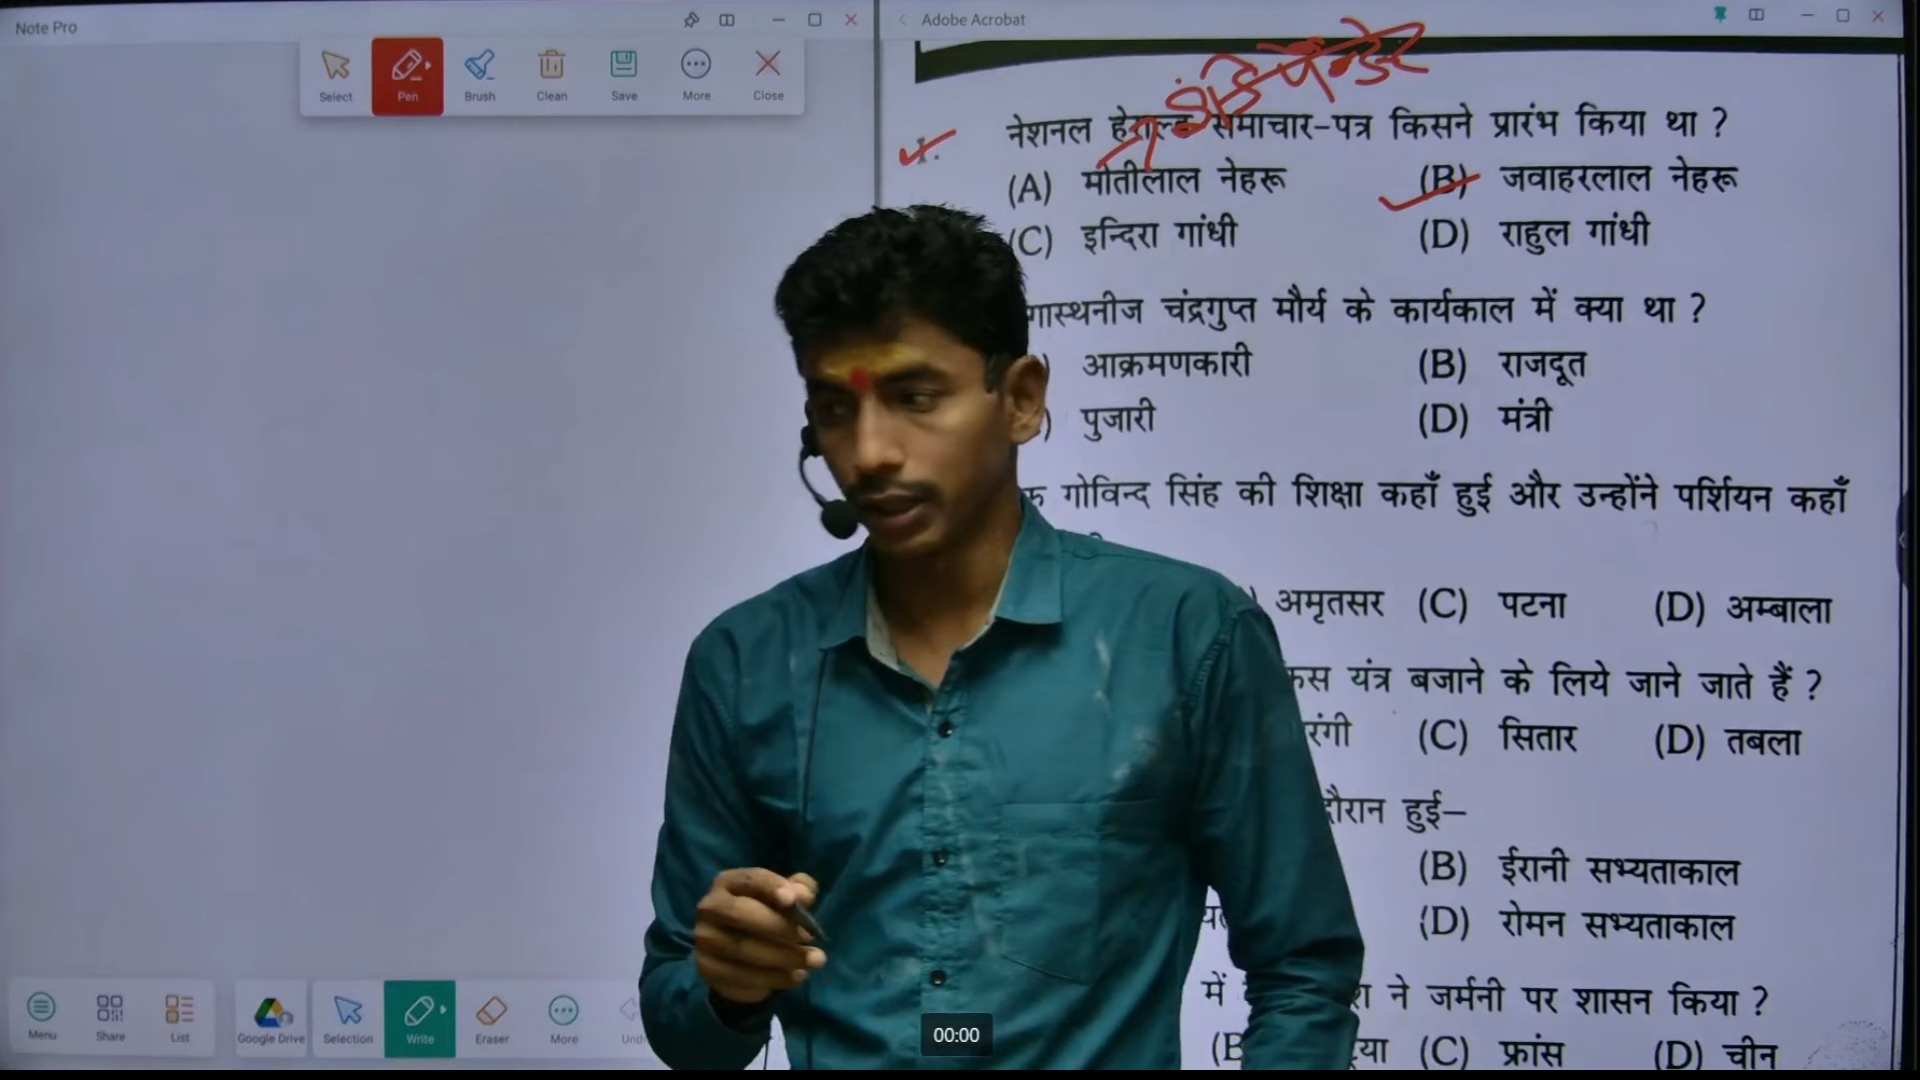 Note Pro
Adobe Acrobat
Select Pen Brush Clean Save More Close
नेशनल हेराल्ड समाचार-पत्र किसने प्रारंभ किया था ?
(A) मोतीलाल नेहरू (B) जवाहरलाल नेहरू
(C) इन्दिरा गांधी (D) राहुल गांधी
गास्थनीज चंद्रगुप्त मौर्य के कार्यकाल में क्या था ?
) आक्रमणकारी (B) राजदूत
) पुजारी (D) मंत्री
गोविन्द सिंह की शिक्षा कहाँ हुई और उन्होंने पर्शियन कहाँ
) अमृतसर (C) पटना (D) अम्बाला
यंत्र बजाने के लिये जाने जाते हैं ?
रंगी (C) सितार (D) तबला
दौरान हुई–
(B) ईरानी सभ्यताकाल
(D) रोमन सभ्यताकाल
में ने जर्मनी पर शासन किया ?
(B या (C) फ्रांस (D) चीन
Menu Share List Google Drive Selection Write Eraser More
00:00